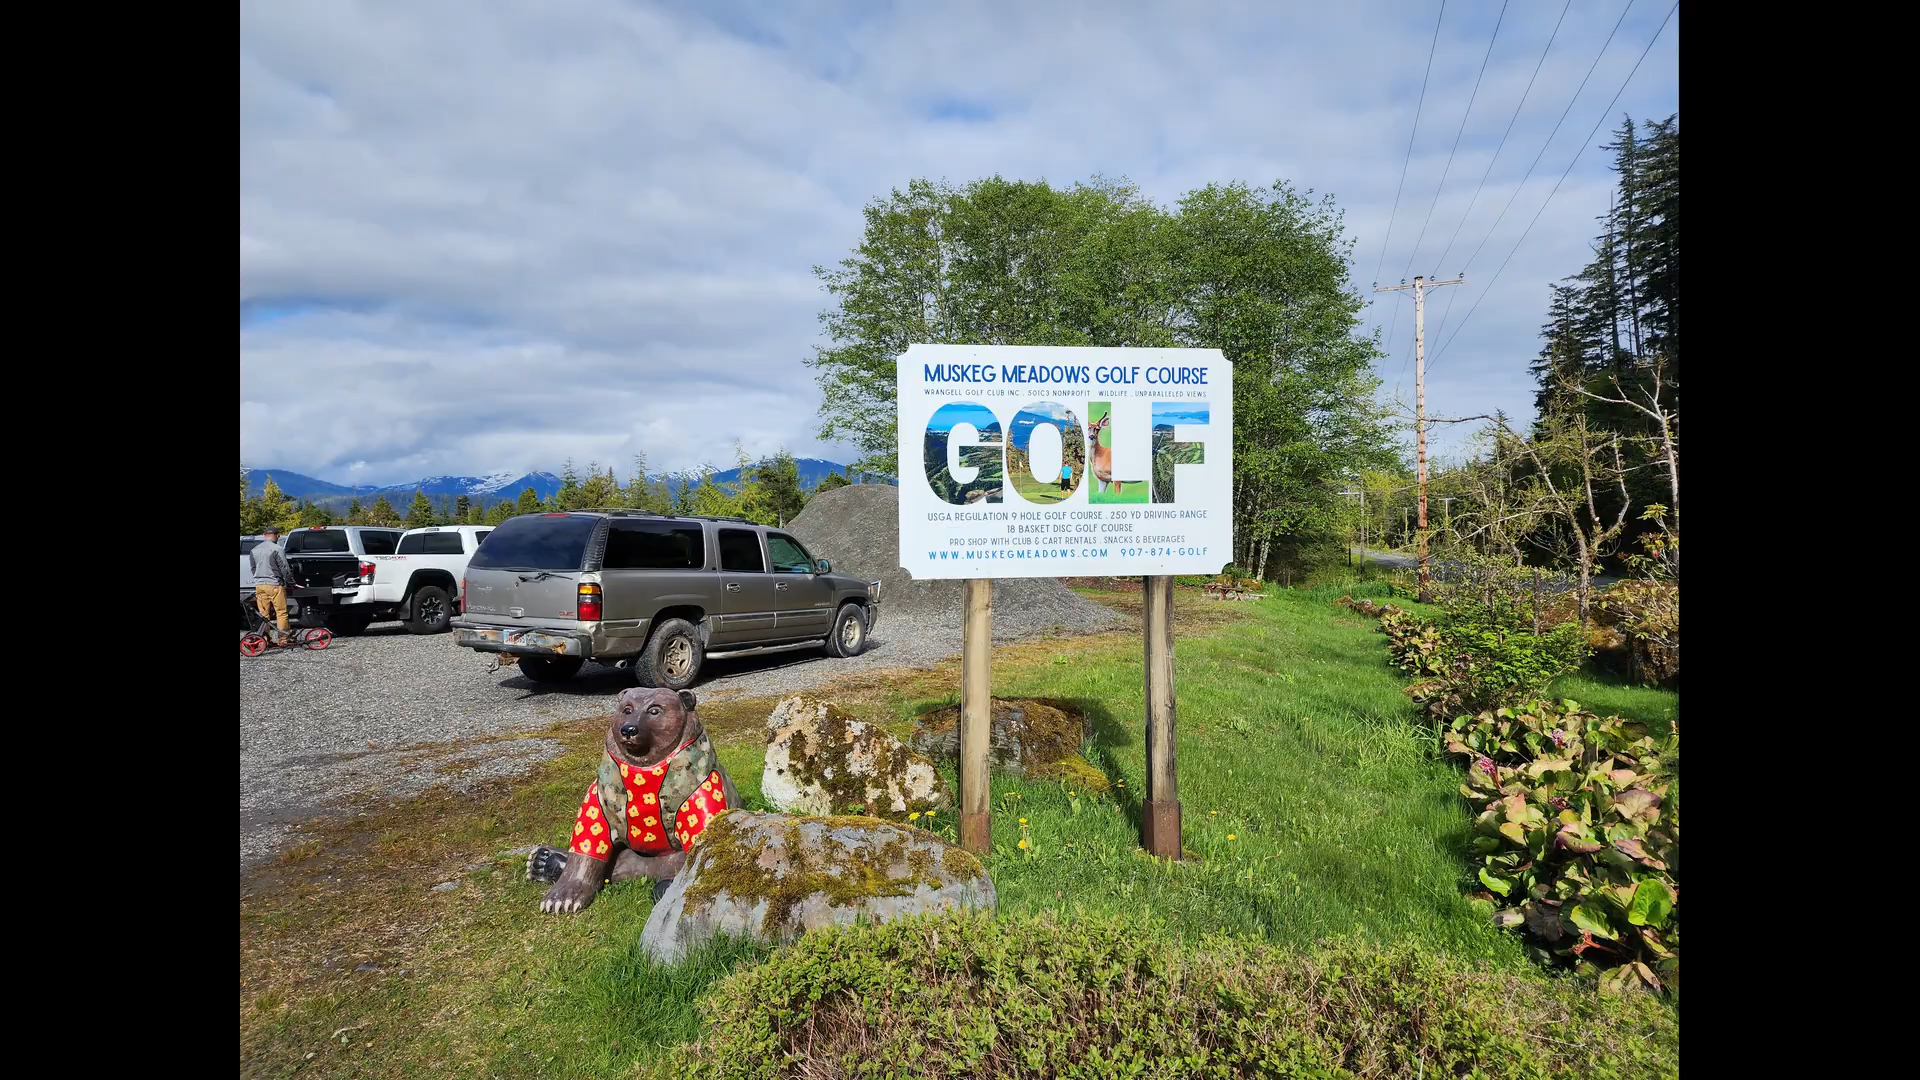 MUSKEG MEADOWS GOLF COURSE
WRANGELL GOLF CLUB INC . 501C3 NONPROFIT . WILDLIFE . UNPARALLELED VIEWS
GOLF
USGA REGULATION 9 HOLE GOLF COURSE . 250 YD DRIVING RANGE
18 BASKET DISC GOLF COURSE
PRO SHOP WITH CLUB & CART RENTALS . SNACKS & BEVERAGES
WWW.MUSKEGMEADOWS.COM 907-874-GOLF
GMC